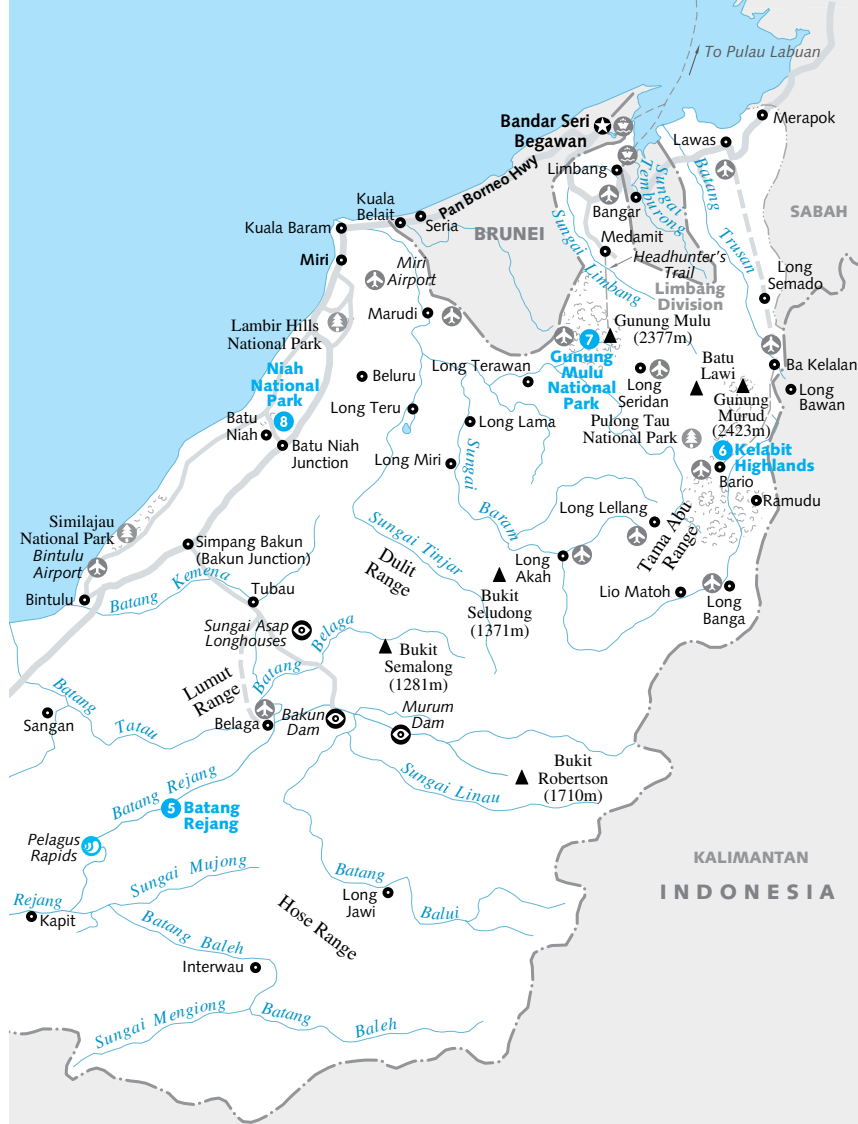 To Pulau Labuan
Bandar Seri
Begawan
Merapok
Lawas
Limbang
Batang
Trusan
Sungai
Temburong
Kuala
Belait
Pan Borneo Hwy
Kuala Baram
Seria
Bangar
SABAH
BRUNEI
Sungai Limbang
Medamit
Miri
Miri
Airport
Headhunter's
Trail
Limbang
Division
Long
Semado
Marudi
Lambir Hills
National Park
7
Gunung Mulu
(2377m)
Gunung
Mulu
National
Park
Niah
National
Park
8
Beluru
Long Terawan
Long
Seridan
Batu
Lawi
Ba Kelalan
Long
Bawan
Gunung
Murud
(2423m)
Long Teru
Long Lama
Pulong Tau
National Park
Batu
Niah
Batu Niah
Junction
Long Miri
6
Kelabit
Highlands
Bario
Sungai
Baram
Ramudu
Long Lellang
Tama Abu
Range
Similajau
National Park
Bintulu
Airport
Simpang Bakun
(Bakun Junction)
Sungai Tinjar
Dulit
Range
Long
Akah
Bukit
Seludong
(1371m)
Lio Matoh
Long
Banga
Bintulu
Batang Kemena
Tubau
Sungai Asap
Longhouses
Batang Belaga
Bukit
Semalong
(1281m)
Lumut
Range
Batang
Tatau
Sangan
Belaga
Bakun
Dam
Murum
Dam
Bukit
Robertson
(1710m)
Sungai Linau
Batang Rejang
5
Batang
Rejang
Pelagus
Rapids
Sungai Mujong
KALIMANTAN
INDONESIA
Batang
Balui
Long
Jawi
Rejang
Kapit
Hose Range
Batang Baleh
Interwau
Sungai Mengiong
Batang
Baleh